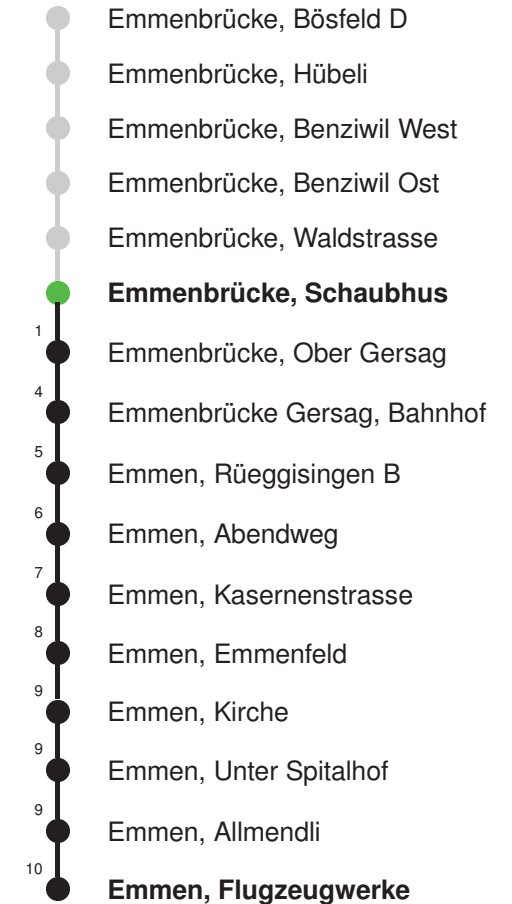 Emmenbrücke, Bösfeld D
Emmenbrücke, Hübeli
Emmenbrücke, Benziwil West
Emmenbrücke, Benziwil Ost
Emmenbrücke, Waldstrasse
Emmenbrücke, Schaubhus
1 Emmenbrücke, Ober Gersag
4 Emmenbrücke Gersag, Bahnhof
5 Emmen, Rüeggisingen B
6 Emmen, Abendweg
7 Emmen, Kasernenstrasse
8 Emmen, Emmenfeld
9 Emmen, Kirche
9 Emmen, Unter Spitalhof
9 Emmen, Allmendli
10 Emmen, Flugzeugwerke